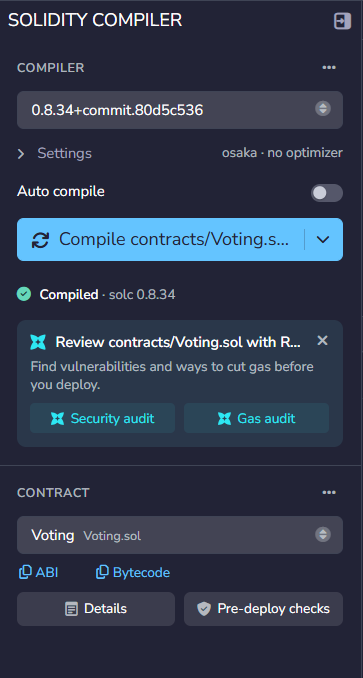 SOLIDITY COMPILER
COMPILER
0.8.34+commit.80d5c536
Settings osaka · no optimizer
Auto compile
Compile contracts/Voting.s...
Compiled · solc 0.8.34
Review contracts/Voting.sol with R...
Find vulnerabilities and ways to cut gas before
you deploy.
Security audit Gas audit
CONTRACT
Voting Voting.sol
ABI Bytecode
Details Pre-deploy checks